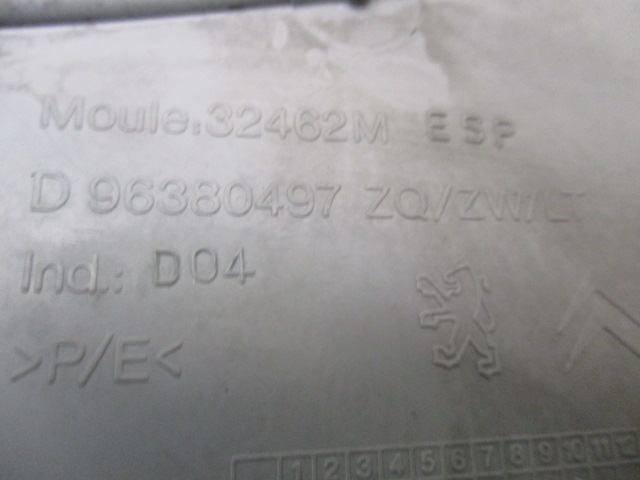 Moule:32462M ESP
D 96380497 ZQ/ZW/LT
Ind.: D04
>P/E<
1 2 3 4 5 6 7 8 9 10 11 12